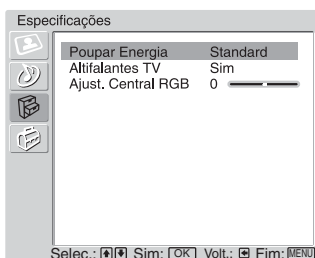 Especificações
Poupar Energia Standard
Altifalantes TV Sim
Ajust. Central RGB 0
Selec.: Sim: OK Volt.: Fim: MENU